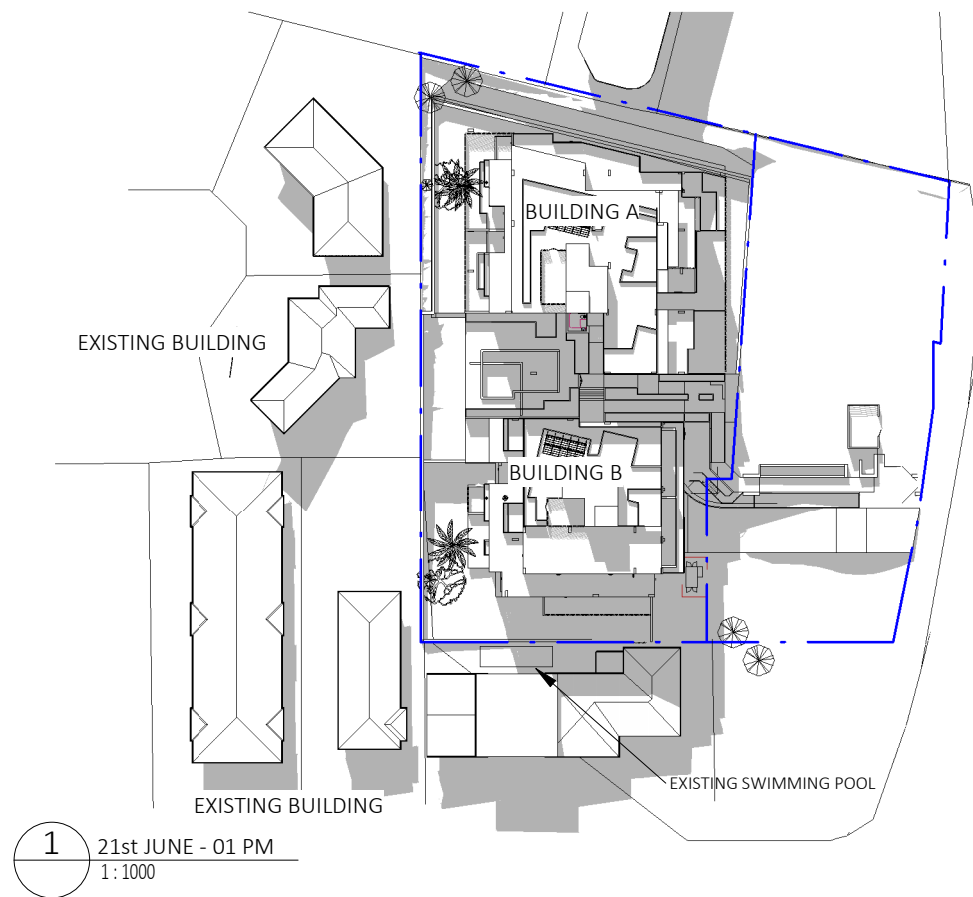 BUILDING A
EXISTING BUILDING
BUILDING B
EXISTING SWIMMING POOL
EXISTING BUILDING
1
21st JUNE - 01 PM
1 : 1000